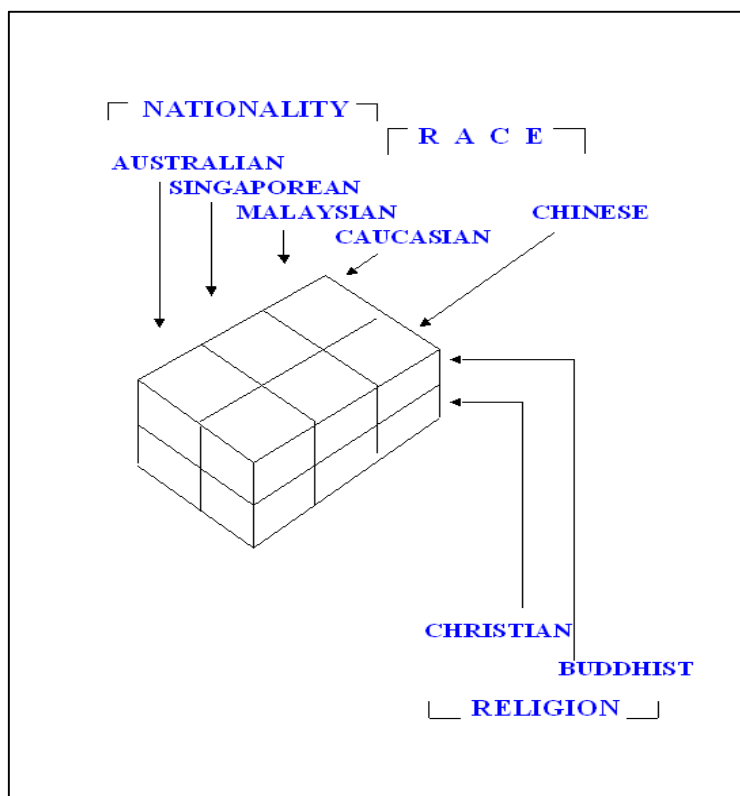 NATIONALITY
R A C E
AUSTRALIAN
SINGAPOREAN
MALAYSIAN
CHINESE
CAUCASIAN
CHRISTIAN
BUDDHIST
RELIGION